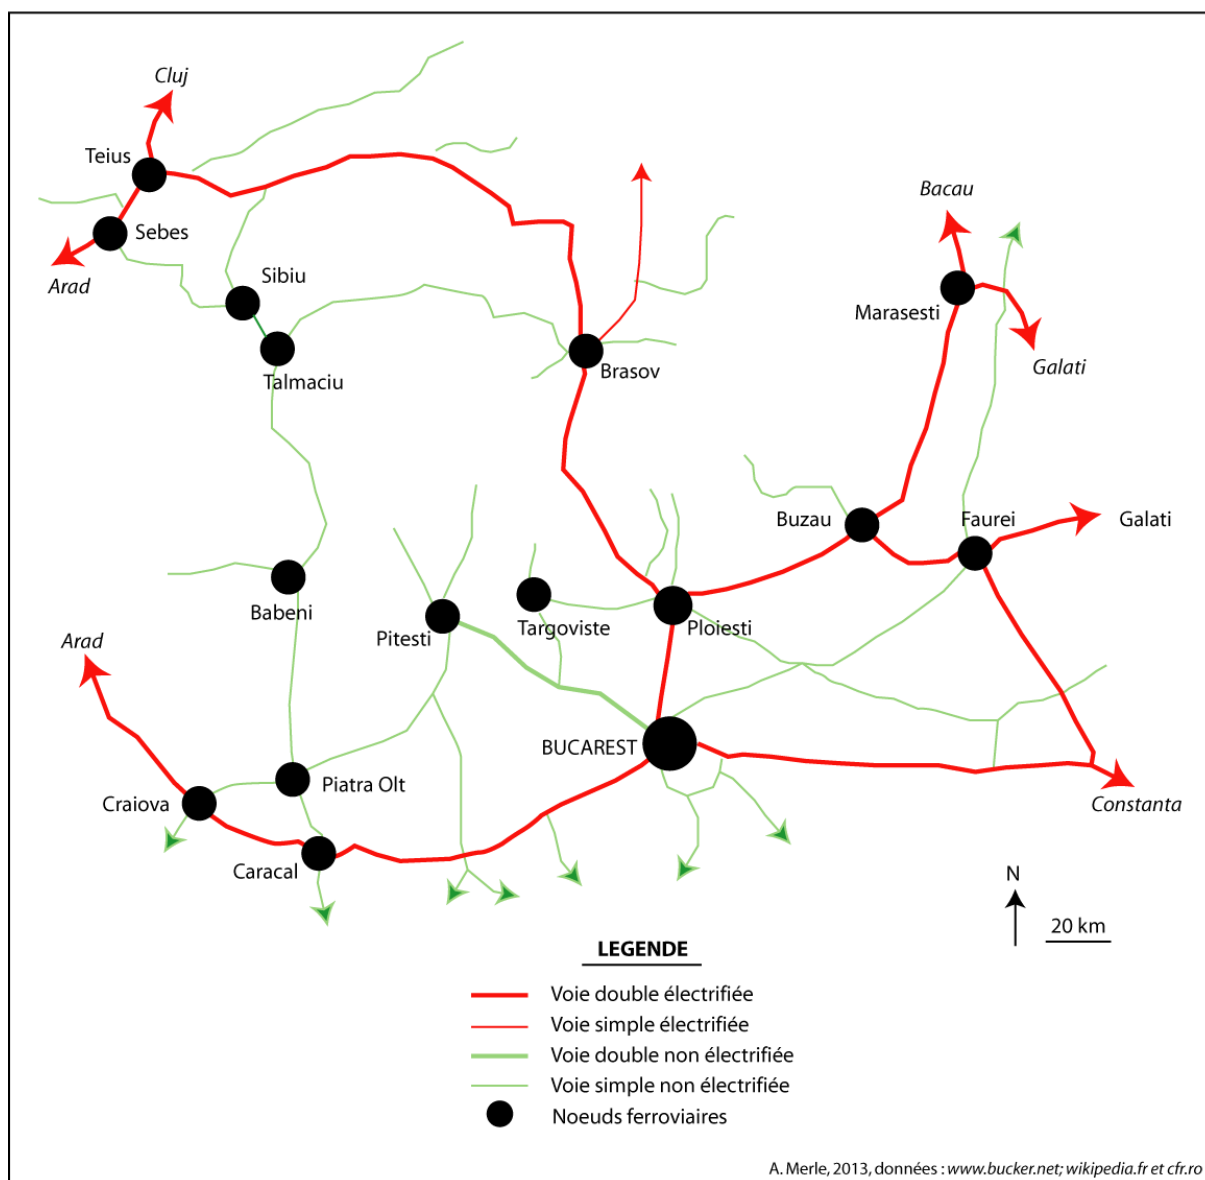 Cluj
Teius
Sebes
Arad
Sibiu
Talmaciu
Brasov
Bacau
Marasesti
Galati
Buzau
Faurei
Galati
Babeni
Pitesti
Targoviste
Ploiesti
Arad
BUCAREST
Piatra Olt
Craiova
Caracal
Constanta
N
20 km
LEGENDE
Voie double électrifiée
Voie simple électrifiée
Voie double non électrifiée
Voie simple non électrifiée
Noeuds ferroviaires
A. Merle, 2013, données : www.bucker.net; wikipedia.fr et cfr.ro